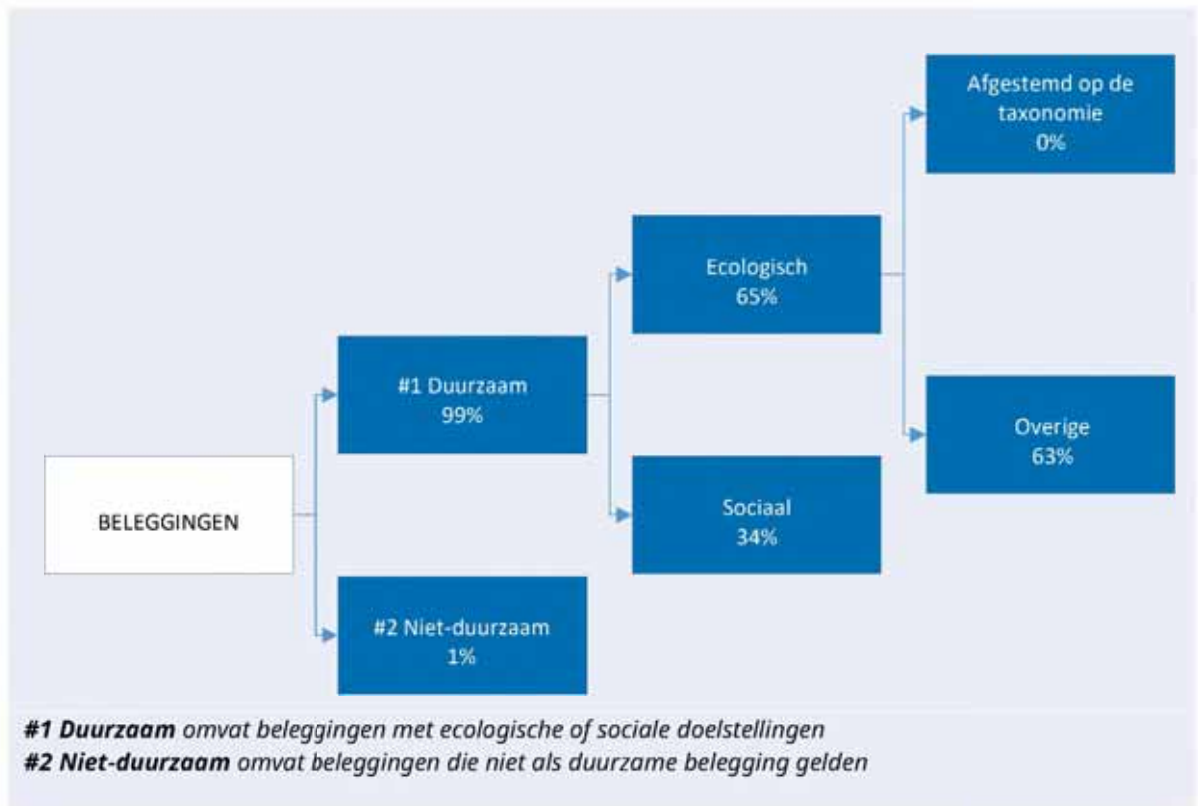 Afgestemd op de
taxonomie
0%
Ecologisch
65%
#1 Duurzaam
99%
Overige
63%
BELEGGINGEN
Sociaal
34%
#2 Niet-duurzaam
1%
#1 Duurzaam omvat beleggingen met ecologische of sociale doelstellingen
#2 Niet-duurzaam omvat beleggingen die niet als duurzame belegging gelden